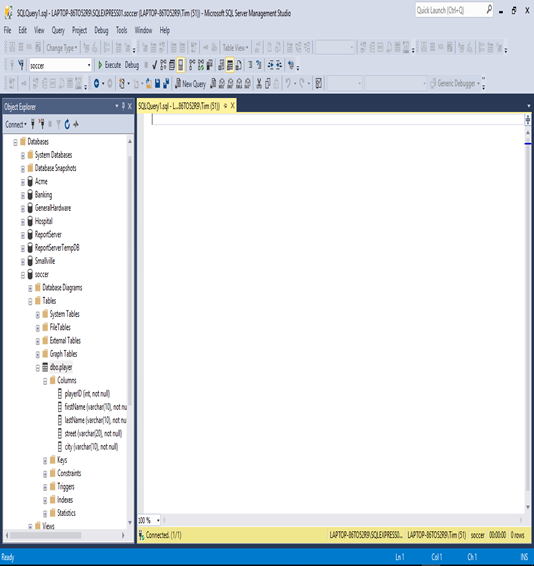 SQLQuery1.sql - LAPTOP-86TOS2R9\SQLEXPRESS01.soccer (LAPTOP-86TOS2R9\Tim (51)) - Microsoft SQL Server Management Studio
Quick Launch (Ctrl+Q)
File Edit View Query Project Debug Tools Window Help
Change Type
Table View
soccer
Execute Debug
New Query
Generic Debugger
Object Explorer
SQLQuery1.sql - L...86TOS2R9\Tim (51))
Connect
Databases
System Databases
Database Snapshots
Acme
Banking
GeneralHardware
Hospital
ReportServer
ReportServerTempDB
Smallville
soccer
Database Diagrams
Tables
System Tables
FileTables
External Tables
Graph Tables
dbo.player
Columns
playerID (int, not null)
firstName (varchar(10), not nu
lastName (varchar(10), not nu
street (varchar(20), not null)
city (varchar(10), not null)
Keys
Constraints
Triggers
Indexes
Statistics
Views
100 %
Connected. (1/1)
LAPTOP-86TOS2R9\SQLEXPRESS0... LAPTOP-86TOS2R9\Tim (51) soccer 00:00:00 0 rows
Ready
Ln 1 Col 1 Ch 1 INS